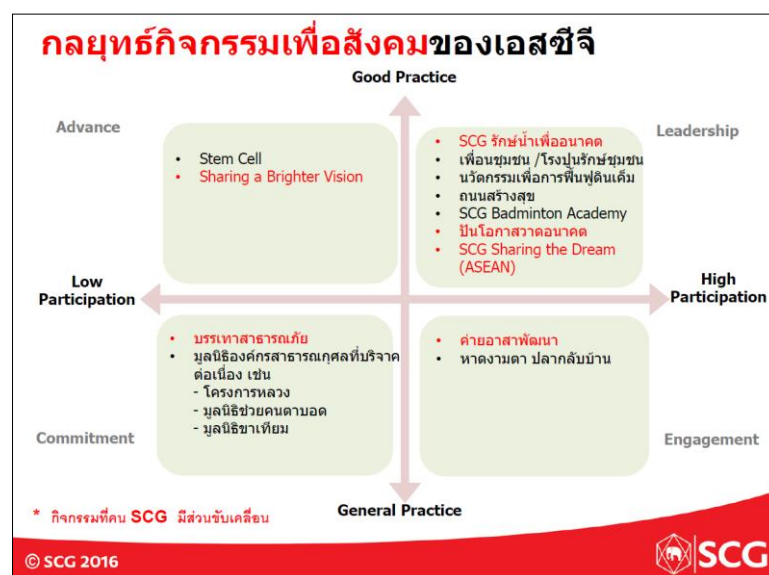 กลยุทธ์กิจกรรมเพื่อสังคมของเอสซีจี
Good Practice
Advance
Leadership
• Stem Cell
• Sharing a Brighter Vision
• SCG รักษ์น้ำเพื่ออนาคต
• เพื่อนชุมชน /โรงปูนรักษ์ชุมชน
• นวัตกรรมเพื่อการฟื้นฟูดินเค็ม
• ถนนสร้างสุข
• SCG Badminton Academy
• ปันโอกาสวาดอนาคต
• SCG Sharing the Dream
(ASEAN)
Low
Participation
High
Participation
• บรรเทาสาธารณภัย
• มูลนิธิองค์กรสาธารณกุศลที่บริจาค
ต่อเนื่อง เช่น
- โครงการหลวง
- มูลนิธิช่วยคนตาบอด
- มูลนิธิขาเทียม
• ค่ายอาสาพัฒนา
• หาดงามตา ปลากลับบ้าน
Commitment
Engagement
General Practice
* กิจกรรมที่คน SCG มีส่วนขับเคลื่อน
© SCG 2016
SCG